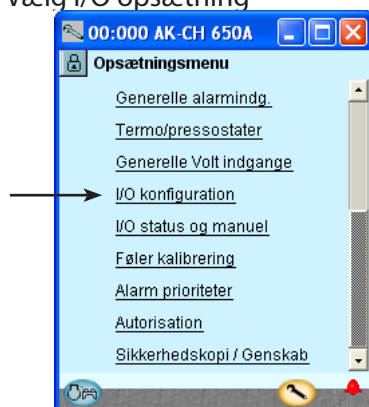 Vælg I/O opsætning
00:000 AK-CH 650A
Opsætningsmenu
Generelle alarmindg.
Termo/pressostater
Generelle Volt indgange
I/O konfiguration
I/O status og manuel
Føler kalibrering
Alarm prioriteter
Autorisation
Sikkerhedskopi / Genskab